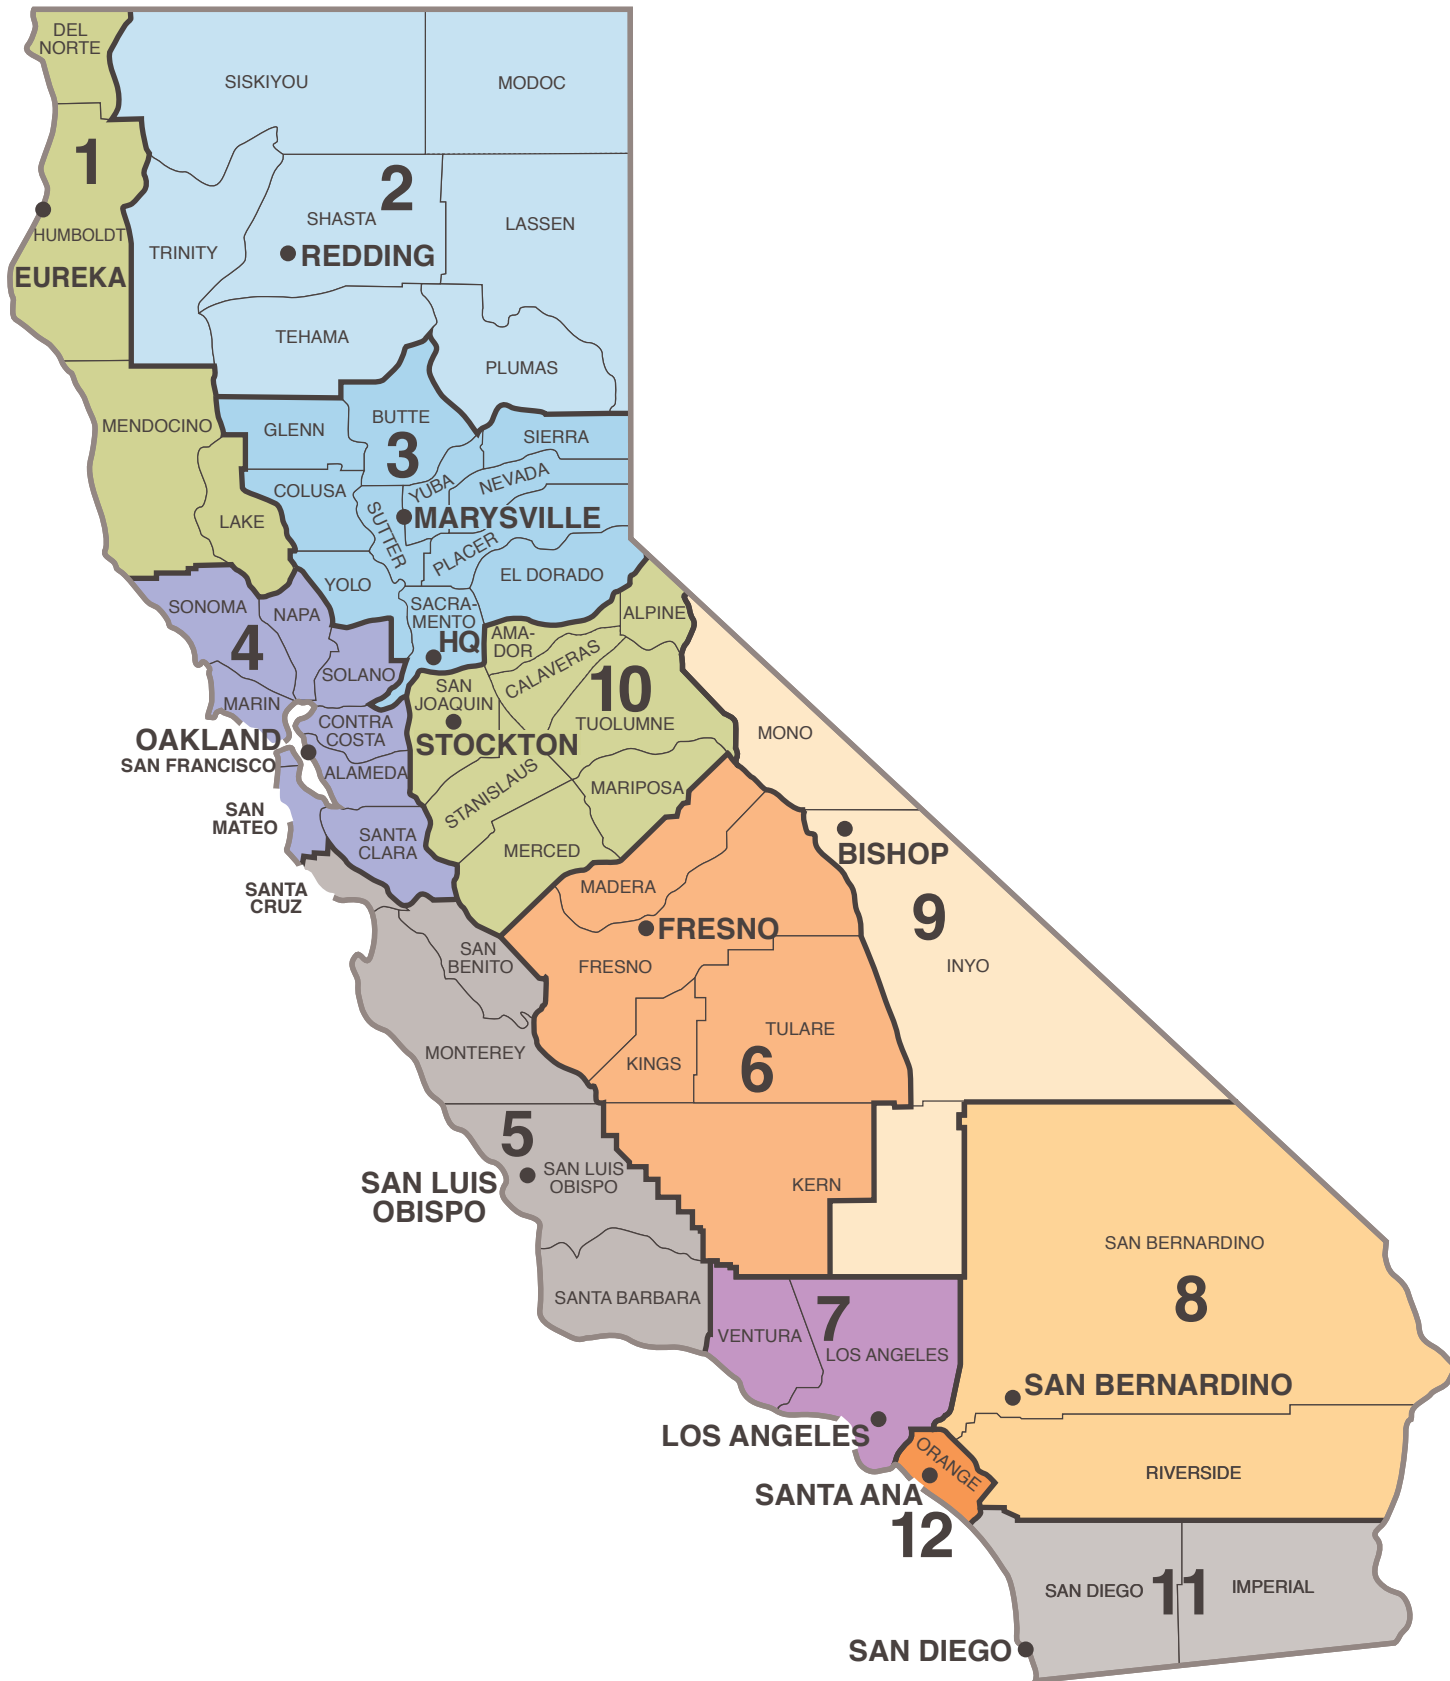 DEL
NORTE
SISKIYOU
MODOC
1
2
SHASTA
LASSEN
HUMBOLDT
TRINITY
REDDING
EUREKA
TEHAMA
PLUMAS
MENDOCINO
GLENN
BUTTE
SIERRA
3
COLUSA
YUBA
NEVADA
LAKE
SUTTER
MARYSVILLE
PLACER
YOLO
EL DORADO
SONOMA
NAPA
SACRA-
MENTO
ALPINE
4
HQ
AMA-
DOR
CALAVERAS
SOLANO
10
SAN
JOAQUIN
MARIN
CONTRA
COSTA
TUOLUMNE
MONO
OAKLAND
STOCKTON
SAN FRANCISCO
ALAMEDA
STANISLAUS
MARIPOSA
SAN
MATEO
SANTA
CLARA
MERCED
BISHOP
SANTA
CRUZ
MADERA
9
FRESNO
SAN
BENITO
FRESNO
INYO
MONTEREY
TULARE
KINGS
6
5
SAN LUIS
OBISPO
SAN LUIS
OBISPO
KERN
SAN BERNARDINO
8
SANTA BARBARA
7
VENTURA
LOS ANGELES
SAN BERNARDINO
LOS ANGELES
ORANGE
RIVERSIDE
SANTA ANA
12
SAN DIEGO
11
IMPERIAL
SAN DIEGO